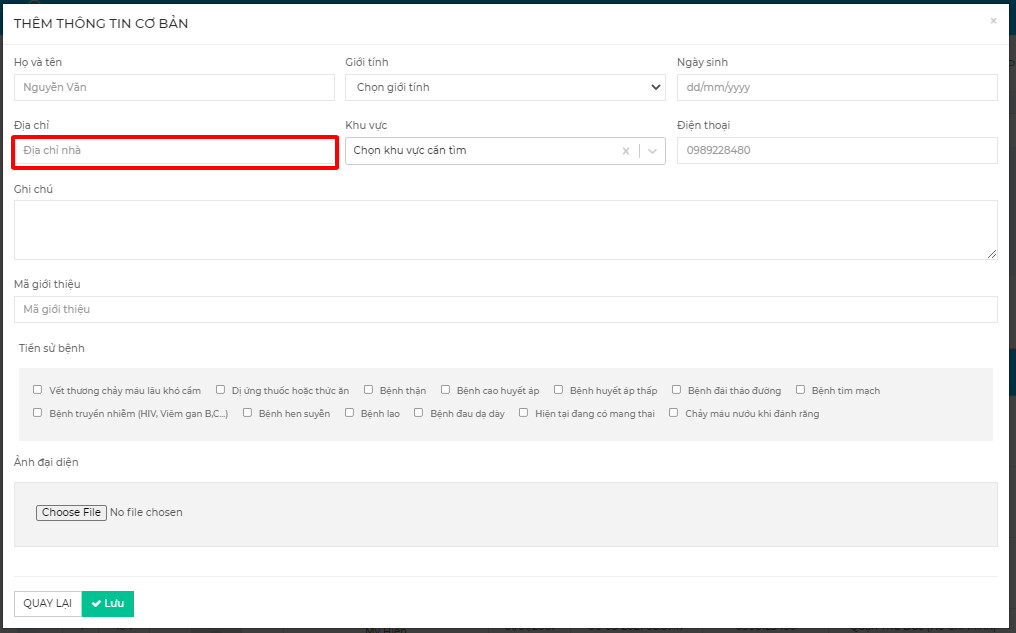 THÊM THÔNG TIN CƠ BẢN
×
Họ và tên
Giới tính
Ngày sinh
Nguyễn Văn
Chọn giới tính
dd/mm/yyyy
Địa chỉ
Khu vực
Điện thoại
Địa chỉ nhà
Chọn khu vực cần tìm
0989228480
Ghi chú
Mã giới thiệu
Mã giới thiệu
Tiền sử bệnh
Vết thương chảy máu lâu khó cầm
Dị ứng thuốc hoặc thức ăn
Bệnh thận
Bệnh cao huyết áp
Bệnh huyết áp thấp
Bệnh đái tháo đường
Bệnh tim mạch
Bệnh truyền nhiễm (HIV, Viêm gan B,C...)
Bệnh hen suyễn
Bệnh lao
Bệnh đau dạ dày
Hiện tại đang có mang thai
Chảy máu nướu khi đánh răng
Ảnh đại diện
Choose File No file chosen
QUAY LẠI
Lưu